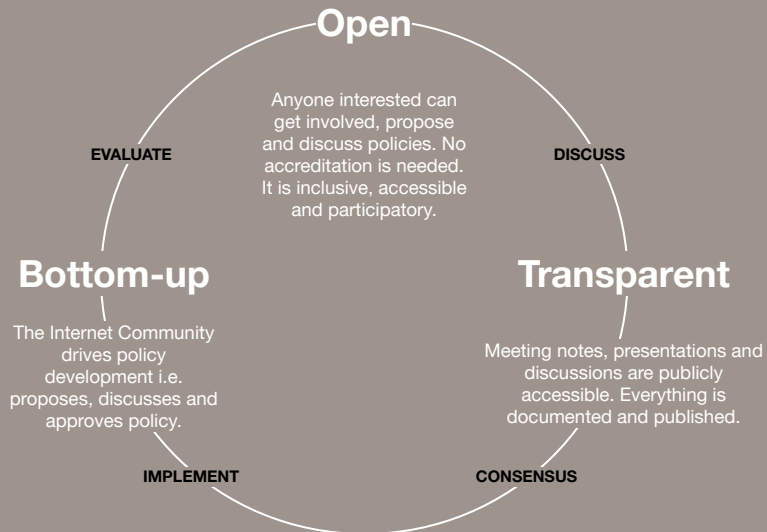 Open
Anyone interested can
get involved, propose
and discuss policies. No
accreditation is needed.
It is inclusive, accessible
and participatory.
EVALUATE
DISCUSS
Bottom-up
The Internet Community
drives policy
development i.e.
proposes, discusses and
approves policy.
Transparent
Meeting notes, presentations and
discussions are publicly
accessible. Everything is
documented and published.
IMPLEMENT
CONSENSUS